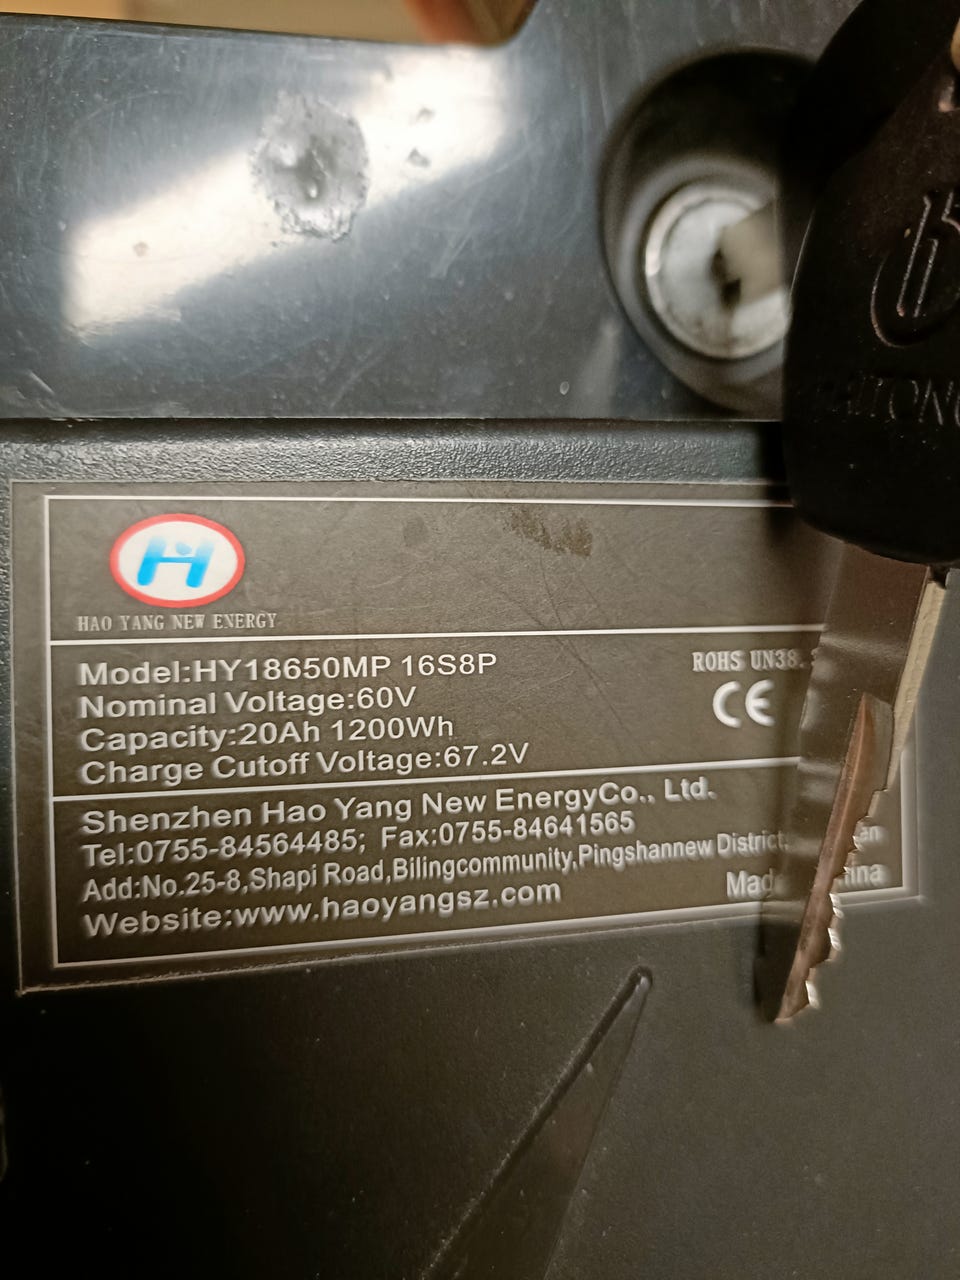 HAO YANG NEW ENERGY
Model:HY18650MP 16S8P
Nominal Voltage:60V
Capacity:20Ah 1200Wh
Charge Cutoff Voltage:67.2V
ROHS UN38.
CE
Shenzhen Hao Yang New EnergyCo., Ltd.
Tel:0755-84564485; Fax:0755-84641565
Add:No.25-8,Shapi Road,Bilingcommunity,Pingshannew District,
Website:www.haoyangsz.com